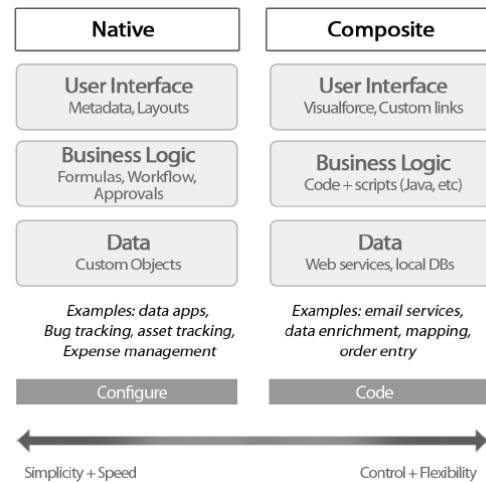 Native
User Interface
Metadata, Layouts
Business Logic
Formulas, Workflow,
Approvals
Data
Custom Objects
Examples: data apps,
Bug tracking, asset tracking,
Expense management
Configure
Composite
User Interface
Visualforce, Custom links
Business Logic
Code + scripts (Java, etc)
Data
Web services, local DBs
Examples: email services,
data enrichment, mapping,
order entry
Code
Simplicity + Speed
Control + Flexibility